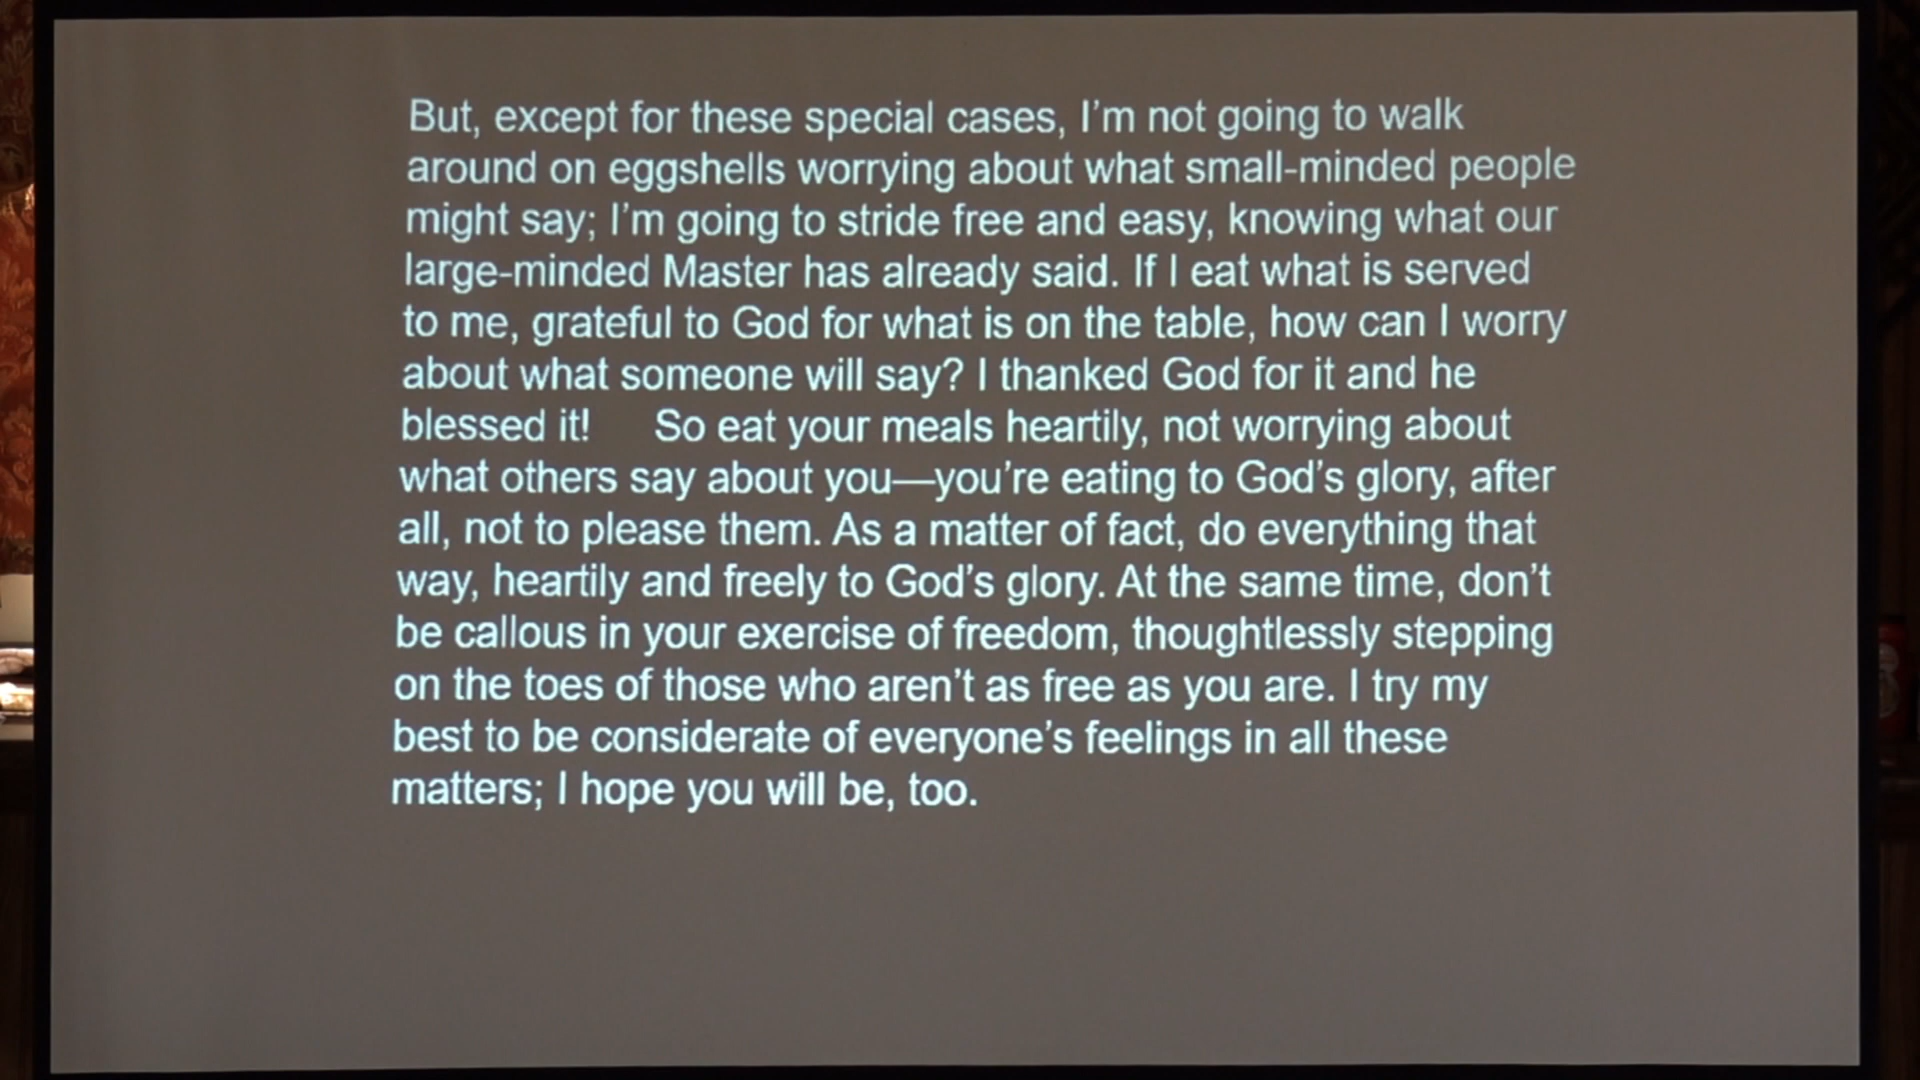 But, except for these special cases, I’m not going to walk
around on eggshells worrying about what small-minded people
might say; I’m going to stride free and easy, knowing what our
large-minded Master has already said. If I eat what is served
to me, grateful to God for what is on the table, how can I worry
about what someone will say? I thanked God for it and he
blessed it!      So eat your meals heartily, not worrying about
what others say about you—you’re eating to God’s glory, after
all, not to please them. As a matter of fact, do everything that
way, heartily and freely to God’s glory. At the same time, don’t
be callous in your exercise of freedom, thoughtlessly stepping
on the toes of those who aren’t as free as you are. I try my
best to be considerate of everyone’s feelings in all these
matters; I hope you will be, too.